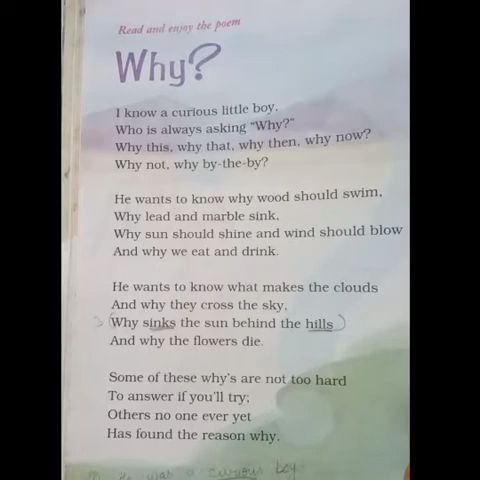 Read and enjoy the poem
Why?
I know a curious little boy,
Who is always asking “Why?”
Why this, why that, why then, why now?
Why not, why by-the-by?
He wants to know why wood should swim,
Why lead and marble sink,
Why sun should shine and wind should blow
And why we eat and drink.
He wants to know what makes the clouds
And why they cross the sky,
Why sinks the sun behind the hills
And why the flowers die.
Some of these why’s are not too hard
To answer if you’ll try;
Others no one ever yet
Has found the reason why.
He was a curious boy